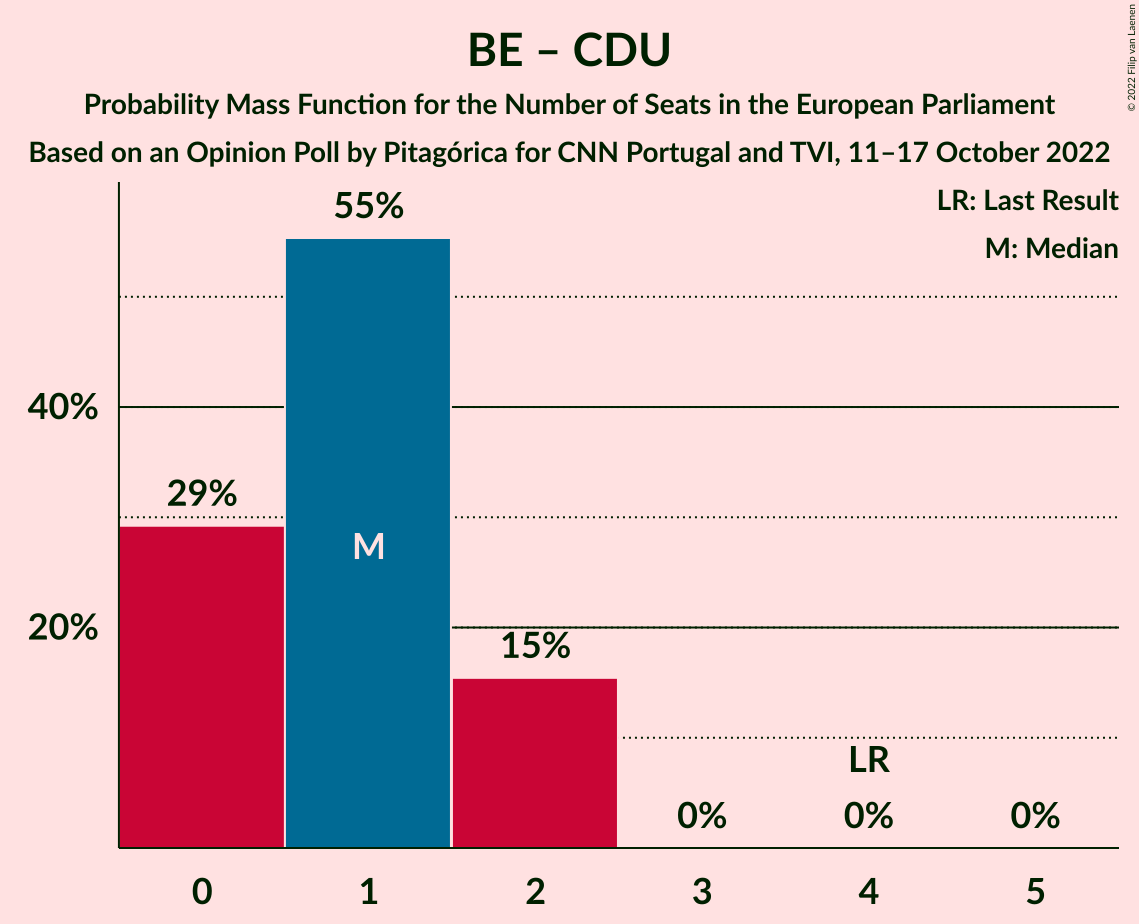 BE – CDU
Probability Mass Function for the Number of Seats in the European Parliament
Based on an Opinion Poll by Pitagórica for CNN Portugal and TVI, 11–17 October 2022
© 2022 Filip van Laenen
LR: Last Result
M: Median
55%
40%
29%
M
20%
15%
LR
0% 0% 0%
0 1 2 3 4 5